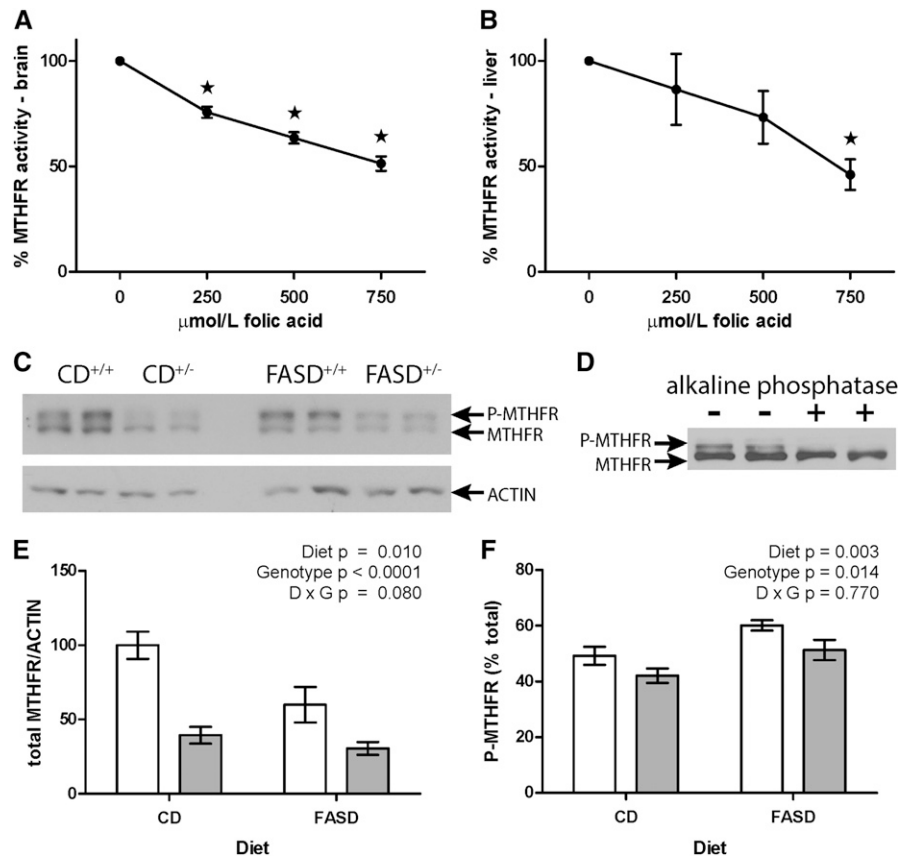 A
% MTHFR activity - brain
100
50
0
0 250 500 750
μmol/L folic acid
B
% MTHFR activity - liver
100
50
0
0 250 500 750
μmol/L folic acid
C
CD+/+ CD+/- FASD+/+ FASD+/-
P-MTHFR
MTHFR
ACTIN
D
alkaline phosphatase
- - + +
P-MTHFR
MTHFR
E
Diet p = 0.010
Genotype p < 0.0001
D x G p = 0.080
total MTHFR/ACTIN
150
100
50
0
CD FASD
Diet
F
Diet p = 0.003
Genotype p = 0.014
D x G p = 0.770
P-MTHFR (% total)
80
60
40
20
0
CD FASD
Diet